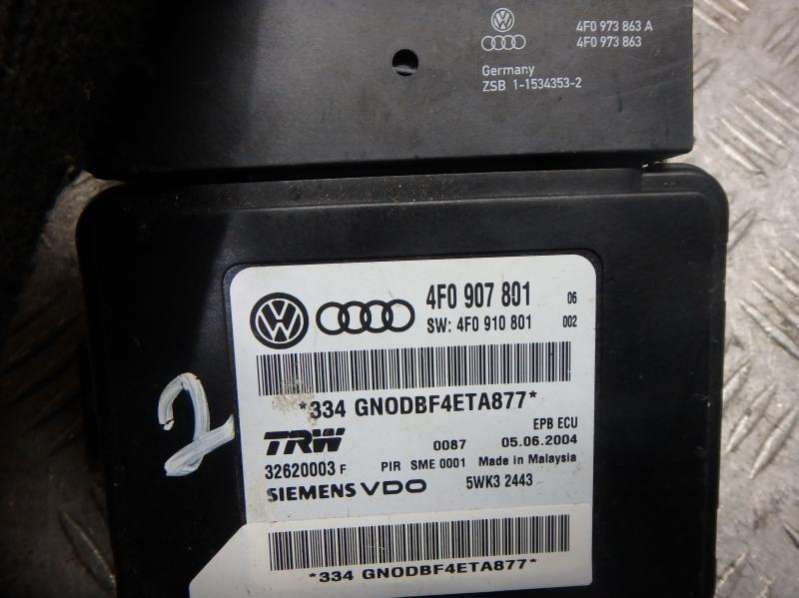 4F0 973 863 A
4F0 973 863
Germany
ZSB 1-1534353-2
4F0 907 801 06
SW: 4F0 910 801 002
*334 GNODBF4ETA877*
EPB ECU
TRW 0087 05.06.2004
32620003 F PIR SME 0001 Made in Malaysia
SIEMENS VDO 5WK3 2443
*334 GNODBF4ETA877*
2